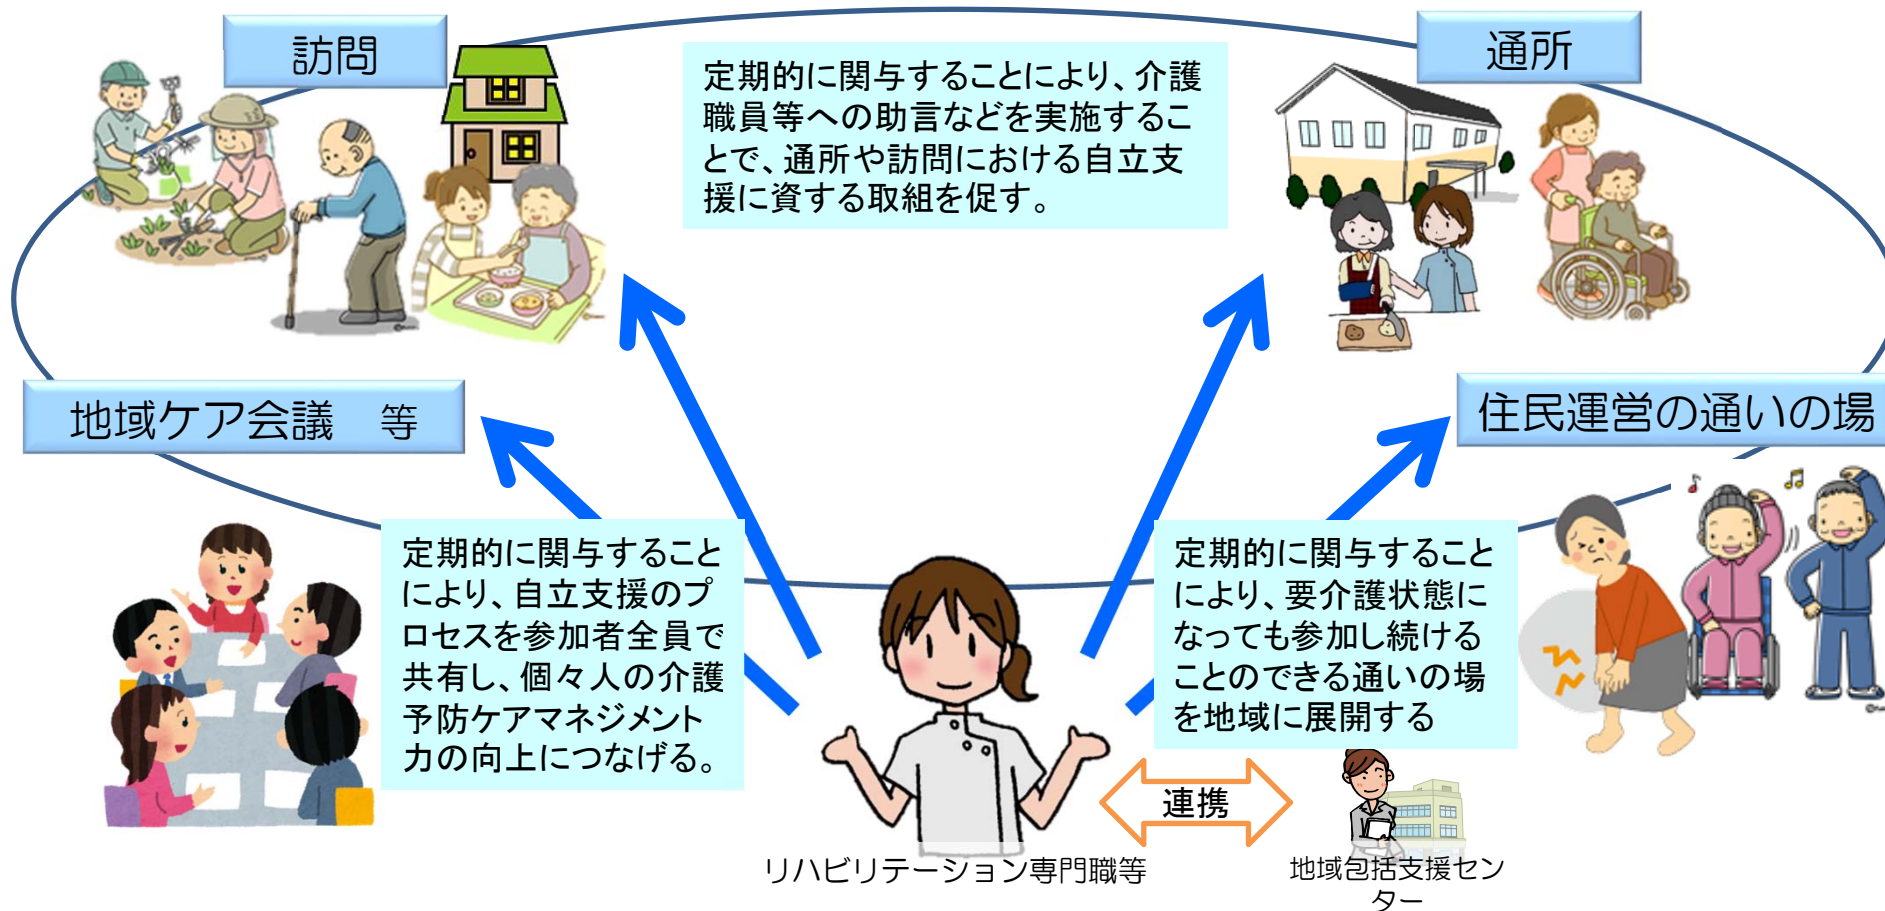 訪問
通所
定期的に関与することにより、介護
職員等への助言などを実施するこ
とで、通所や訪問における自立支
援に資する取組を促す。
地域ケア会議　等
住民運営の通いの場
定期的に関与すること
により、自立支援のプ
ロセスを参加者全員で
共有し、個々人の介護
予防ケアマネジメント
力の向上につなげる。
定期的に関与すること
により、要介護状態に
なっても参加し続ける
ことのできる通いの場
を地域に展開する
連携
リハビリテーション専門職等
地域包括支援セン
ター